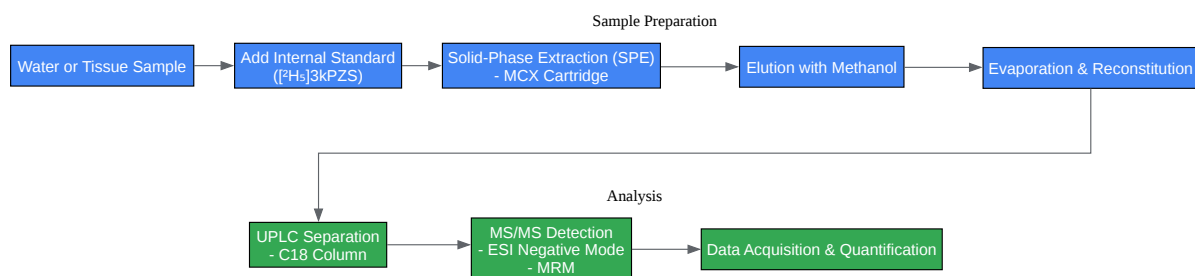 Sample Preparation
Water or Tissue Sample
Add Internal Standard
([²H₅]3kPZS)
Solid-Phase Extraction (SPE)
- MCX Cartridge
Elution with Methanol
Evaporation & Reconstitution
Analysis
UPLC Separation
- C18 Column
MS/MS Detection
- ESI Negative Mode
- MRM
Data Acquisition & Quantification